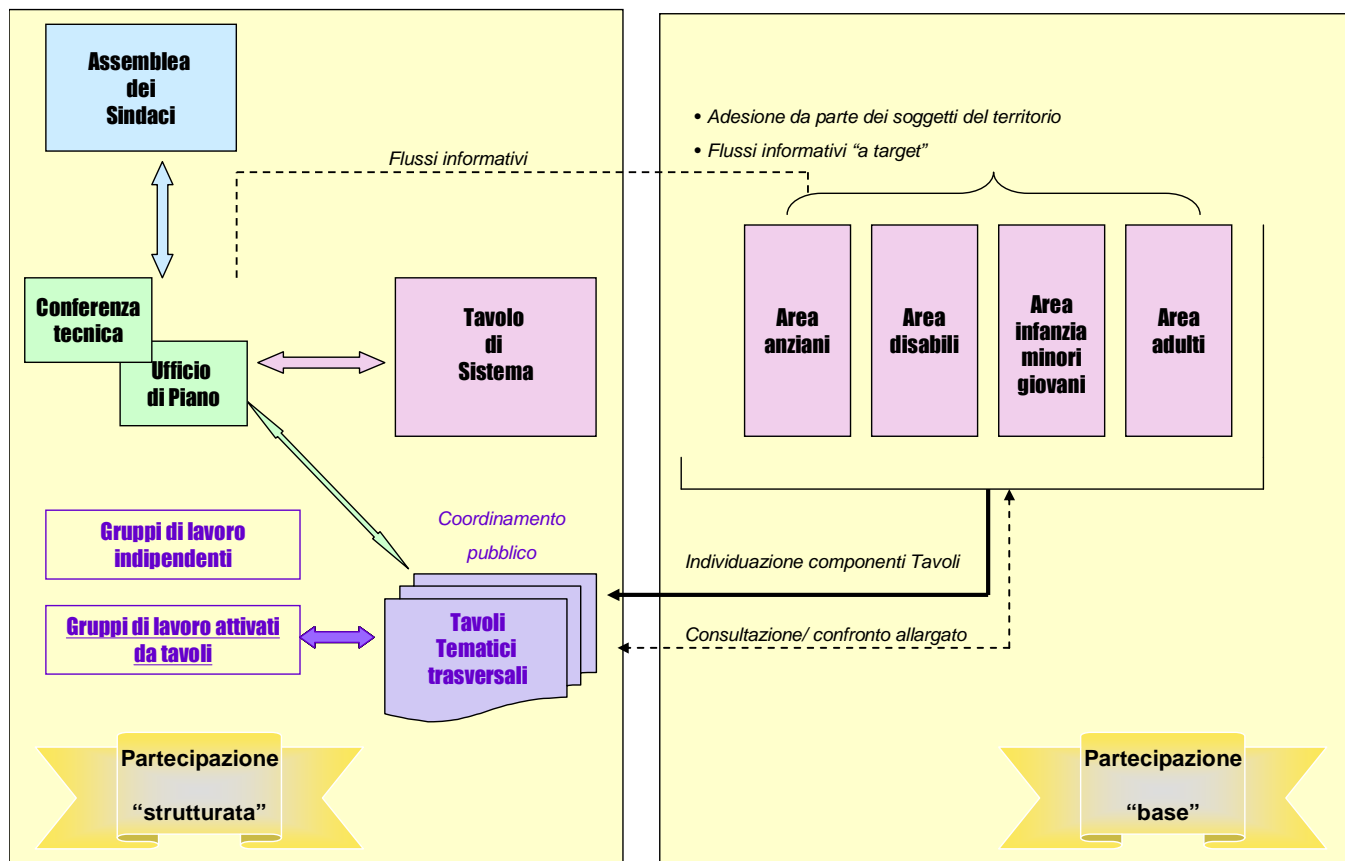 Assemblea
dei
Sindaci
Flussi informativi
Conferenza
tecnica
Ufficio
di Piano
Tavolo
di
Sistema
Gruppi di lavoro
indipendenti
Coordinamento
pubblico
Gruppi di lavoro attivati
da tavoli
Tavoli
Tematici
trasversali
Partecipazione
“strutturata”
• Adesione da parte dei soggetti del territorio
• Flussi informativi “a target”
Area
anziani
Area
disabili
Area
infanzia
minori
giovani
Area
adulti
Individuazione componenti Tavoli
Consultazione/ confronto allargato
Partecipazione
“base”